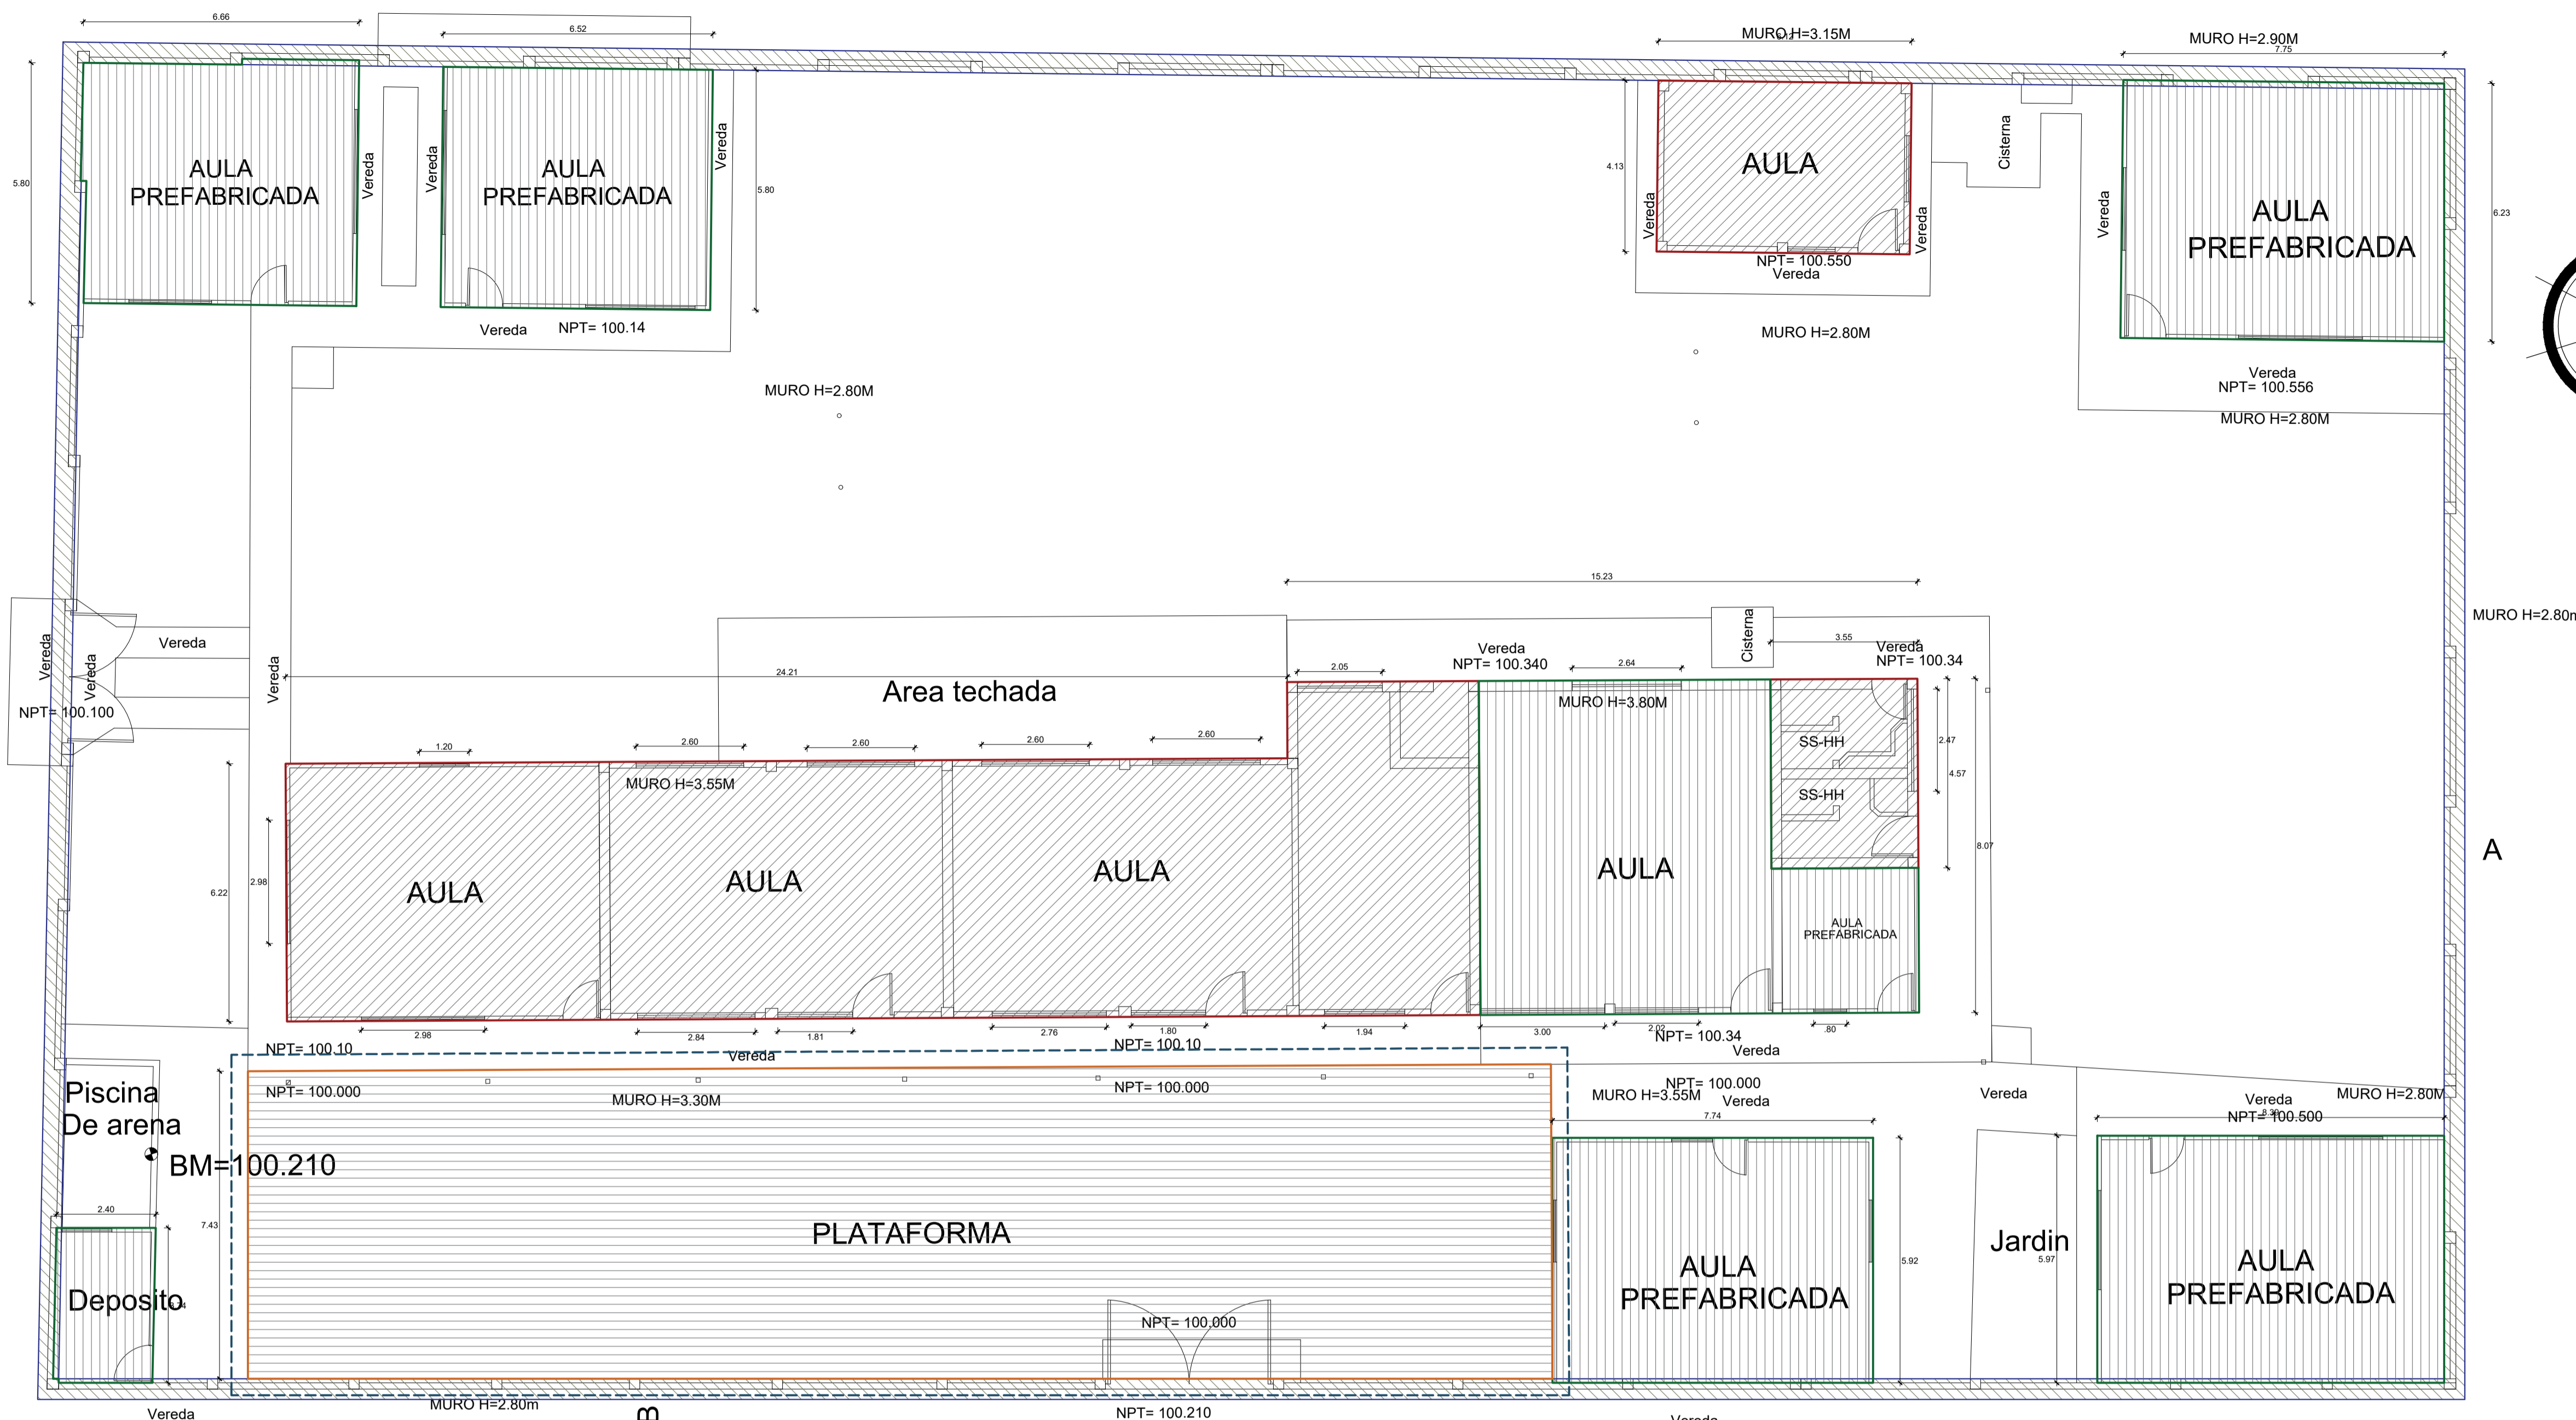 6.66
6.52
MURO H=3.15M
MURO H=2.90M
7.75
AULA
PREFABRICADA
5.80
Vereda
Vereda
AULA
PREFABRICADA
Vereda
5.80
4.13
AULA
Vereda
Vereda
NPT= 100.550
Vereda
Cisterna
Vereda
AULA
PREFABRICADA
6.23
Vereda
NPT= 100.14
MURO H=2.80M
MURO H=2.80M
Vereda
NPT= 100.556
MURO H=2.80M
15.23
MURO H=2.80m
Vereda
Vereda
Vereda
Vereda
NPT= 100.100
24.21
Area techada
2.05
Vereda
NPT= 100.340
2.64
Cisterna
3.55
Vereda
NPT= 100.34
MURO H=3.80M
1.20
2.60
2.60
2.60
2.60
MURO H=3.55M
SS-HH
SS-HH
2.47
4.57
8.07
A
6.22
2.98
AULA
AULA
AULA
AULA
AULA
PREFABRICADA
2.98
2.84
1.81
2.76
1.80
1.94
3.00
2.02
.80
NPT= 100.10
Vereda
NPT= 100.10
NPT= 100.34
Vereda
Piscina
De arena
NPT= 100.000
MURO H=3.30M
NPT= 100.000
NPT= 100.000
MURO H=3.55M
Vereda
7.74
Vereda
Vereda
MURO H=2.80M
NPT= 100.500
BM=100.210
2.40
7.43
PLATAFORMA
AULA
PREFABRICADA
5.92
Jardin
5.97
AULA
PREFABRICADA
Deposito
NPT= 100.000
Vereda
MURO H=2.80m
B
NPT= 100.210
Vereda